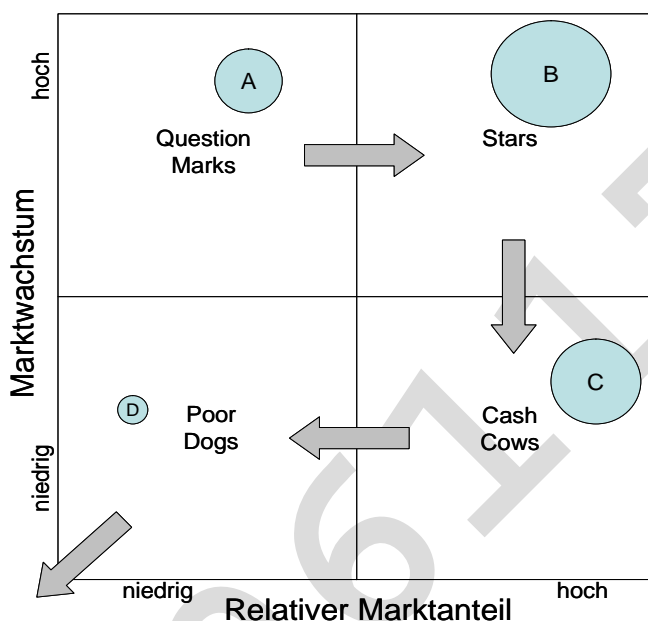 hoch
A
B
Question
Marks
Stars
Marktwachstum
D
Poor
Dogs
C
Cash
Cows
niedrig
niedrig
hoch
Relativer Marktanteil